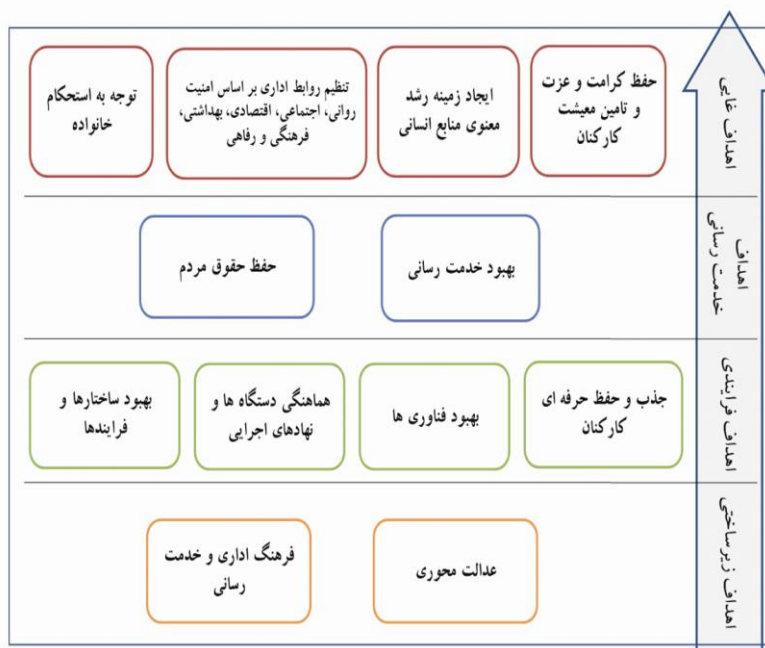 اهداف غایی
حفظ کرامت و عزت
و تامین معیشت
کارکنان
ایجاد زمینه رشد
معنوی منابع انسانی
تنظیم روابط اداری بر اساس امنیت
روانی، اجتماعی، اقتصادی، بهداشتی،
فرهنگی و رفاهی
توجه به استحکام
خانواده
اهداف
خدمت رسانی
بهبود خدمت رسانی
حفظ حقوق مردم
اهداف فرایندی
جذب و حفظ حرفه ای
کارکنان
بهبود فناوری ها
هماهنگی دستگاه ها و
نهادهای اجرایی
بهبود ساختارها و
فرایندها
اهداف زیرساختی
عدالت محوری
فرهنگ اداری و خدمت
رسانی